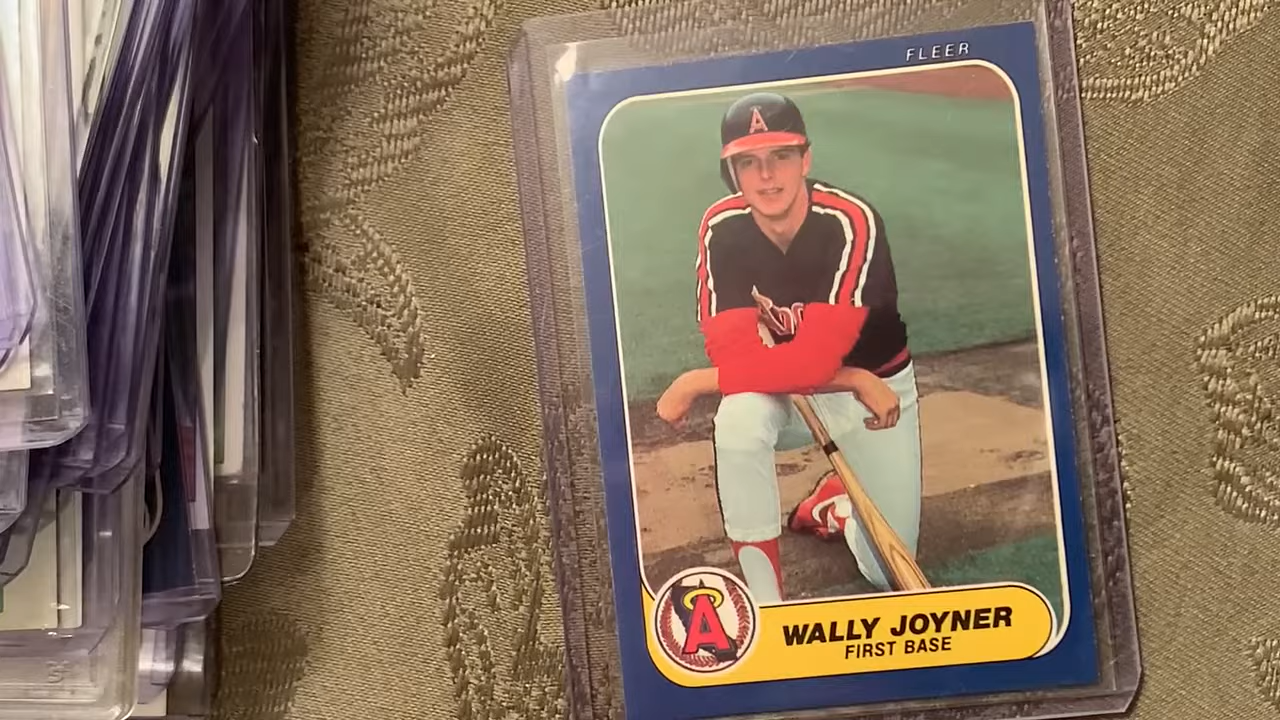 FLEER
A
A
WALLY JOYNER
FIRST BASE